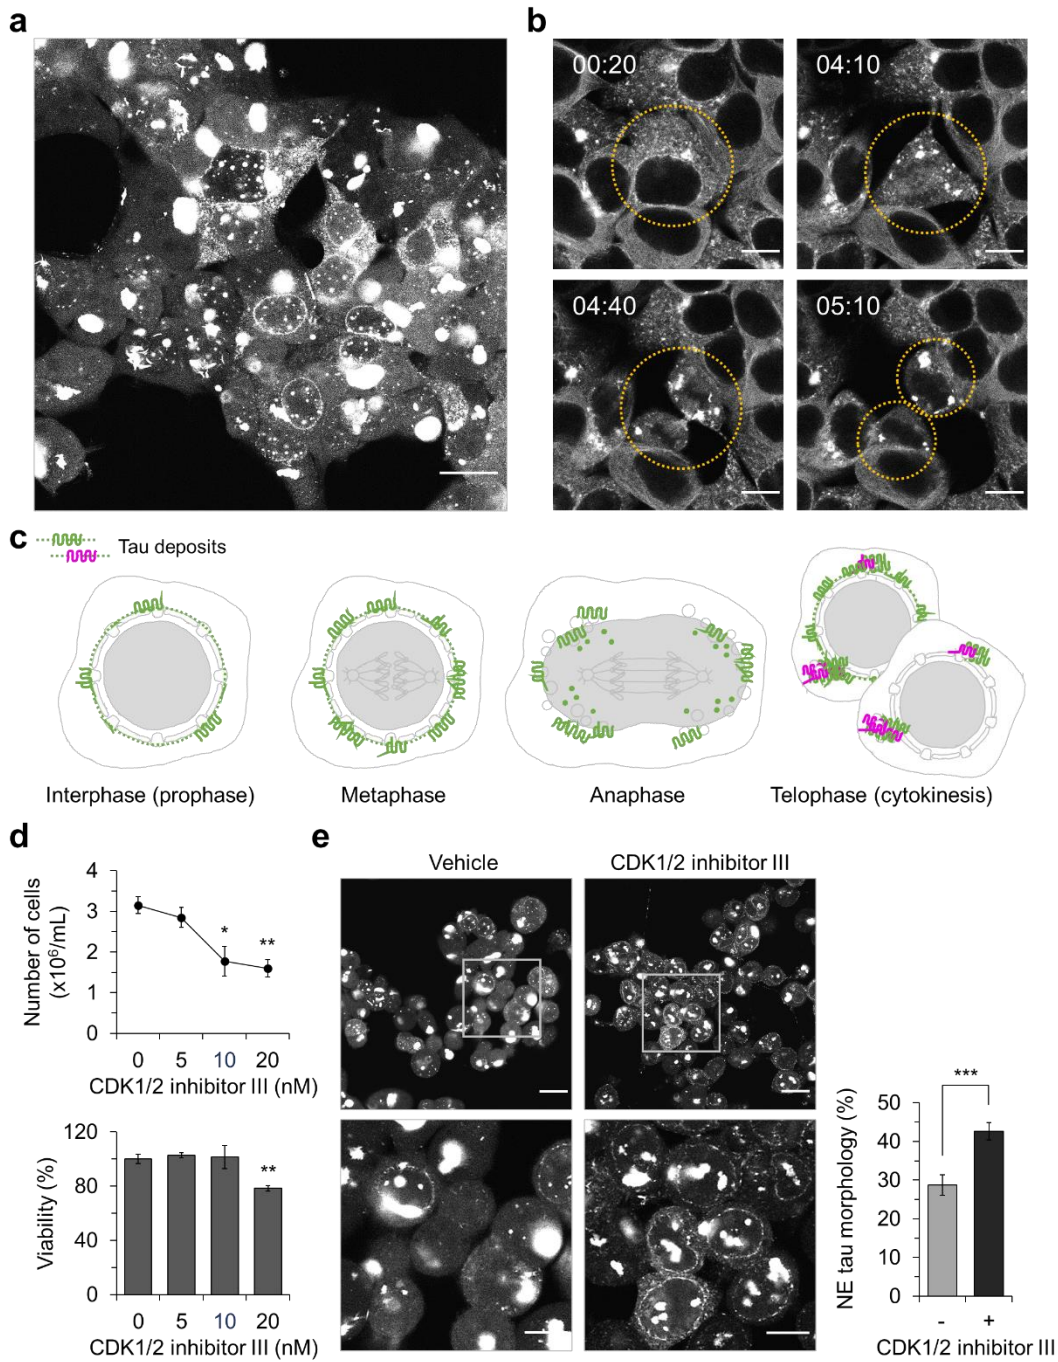 a
b
00:20
04:10
04:40
05:10
c
Tau deposits
Interphase (prophase)
Metaphase
Anaphase
Telophase (cytokinesis)
d
Number of cells
(x10⁶/mL)
4
3
2
1
0
*
**
0 5 10 20
CDK1/2 inhibitor III (nM)
Viability (%)
120
80
40
0
**
0 5 10 20
CDK1/2 inhibitor III (nM)
e
Vehicle
CDK1/2 inhibitor III
NE tau morphology (%)
50
40
30
20
10
0
***
- +
CDK1/2 inhibitor III